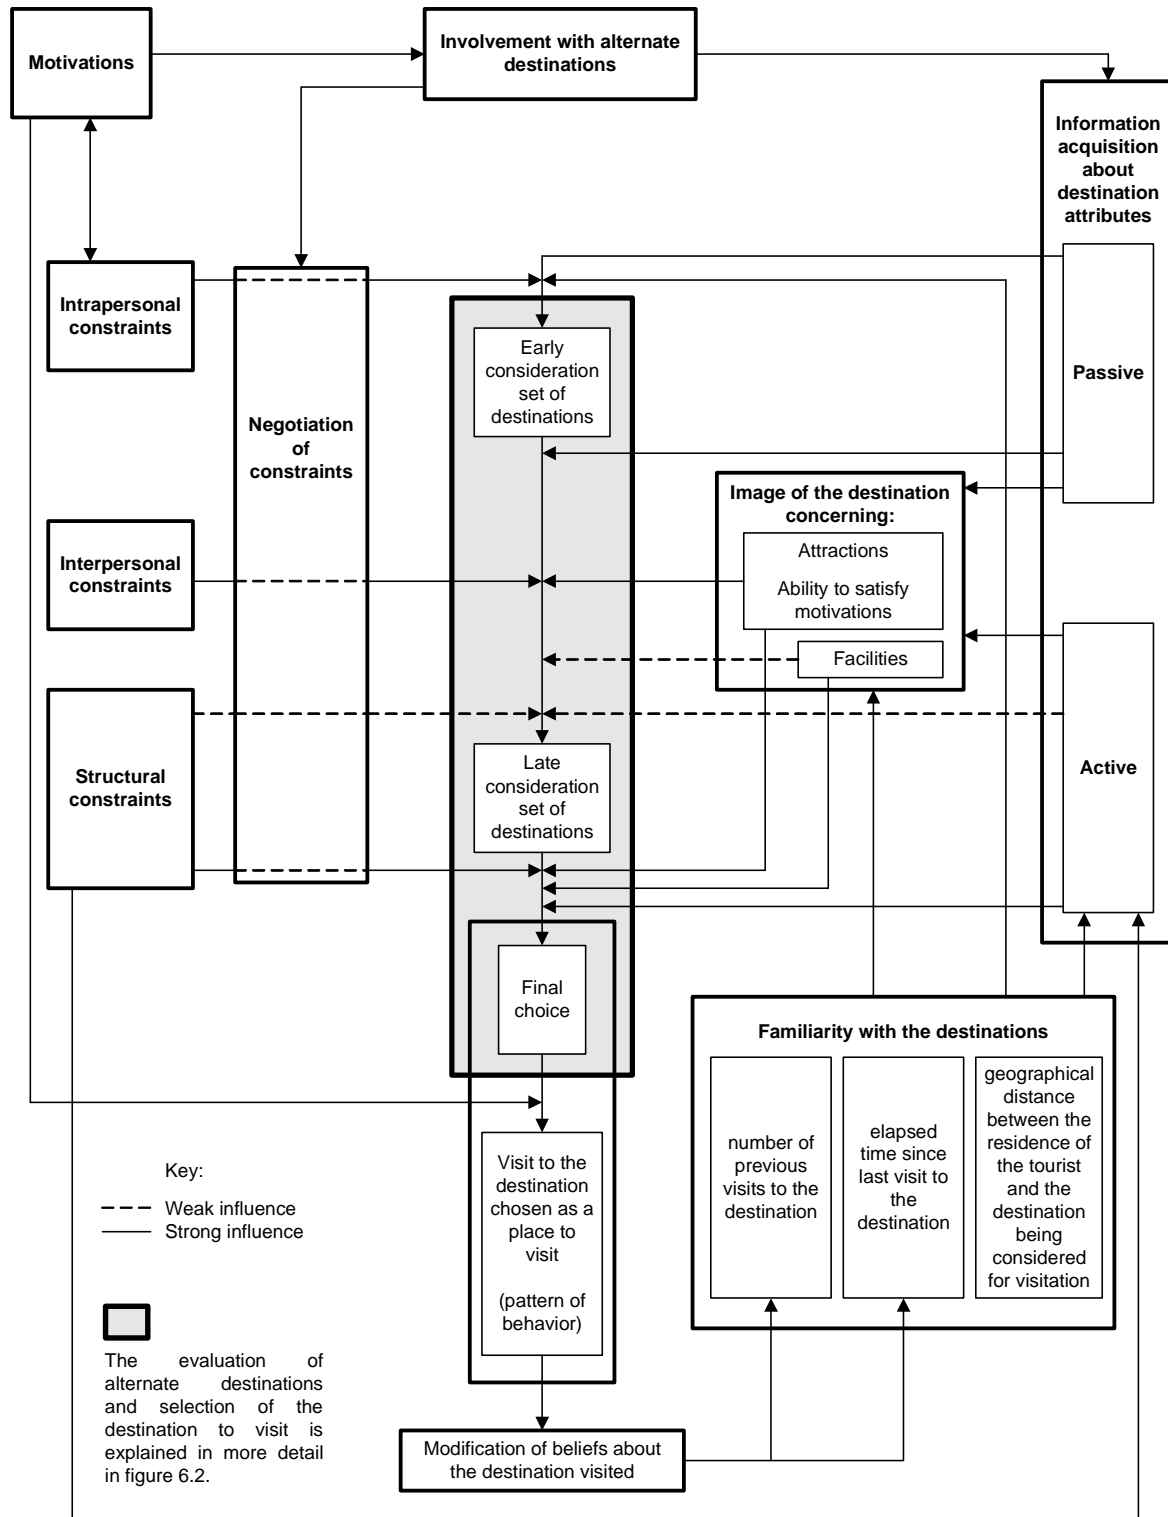 Motivations
Involvement with alternate
destinations
Information
acquisition
about
destination
attributes
Intrapersonal
constraints
Early
consideration
set of
destinations
Passive
Negotiation
of
constraints
Image of the destination
concerning:
Attractions
Ability to satisfy
motivations
Facilities
Interpersonal
constraints
Structural
constraints
Late
consideration
set of
destinations
Active
Final
choice
Familiarity with the destinations
number of
previous
visits to the
destination
elapsed
time since
last visit to
the
destination
geographical
distance
between the
residence of
the tourist
and the
destination
being
considered
for visitation
Visit to the
destination
chosen as a
place to
visit
(pattern of
behavior)
Key:
Weak influence
Strong influence
The evaluation of
alternate destinations
and selection of the
destination to visit is
explained in more detail
in figure 6.2.
Modification of beliefs about
the destination visited